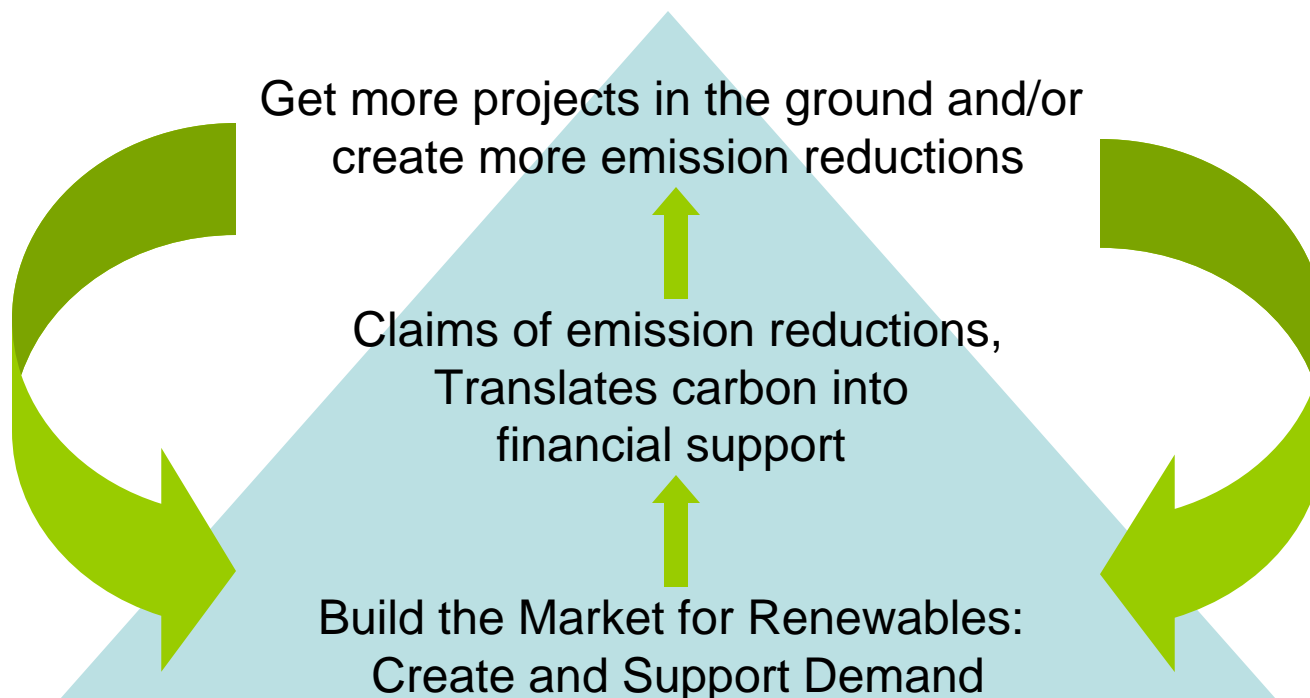 Get more projects in the ground and/or
create more emission reductions
Claims of emission reductions,
Translates carbon into
financial support
Build the Market for Renewables:
Create and Support Demand